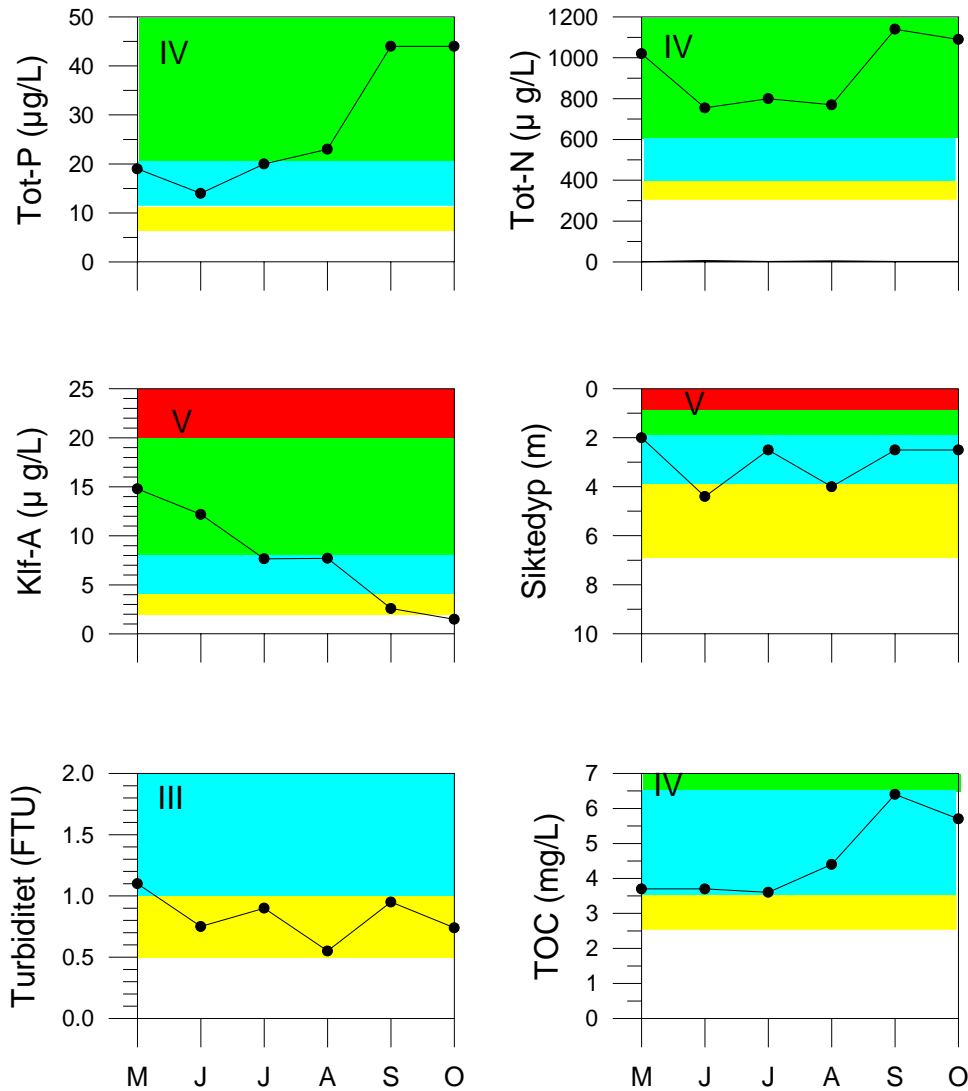 Tot-P (µg/L)
50
40
30
20
10
0
IV
Tot-N (µ g/L)
1200
1000
800
600
400
200
0
IV
Klf-A (µ g/L)
25
20
15
10
5
0
V
Siktedyp (m)
0
2
4
6
8
10
V
Turbiditet (FTU)
2.0
1.5
1.0
0.5
0.0
III
M J J A S O
TOC (mg/L)
7
6
5
4
3
2
1
0
IV
M J J A S O